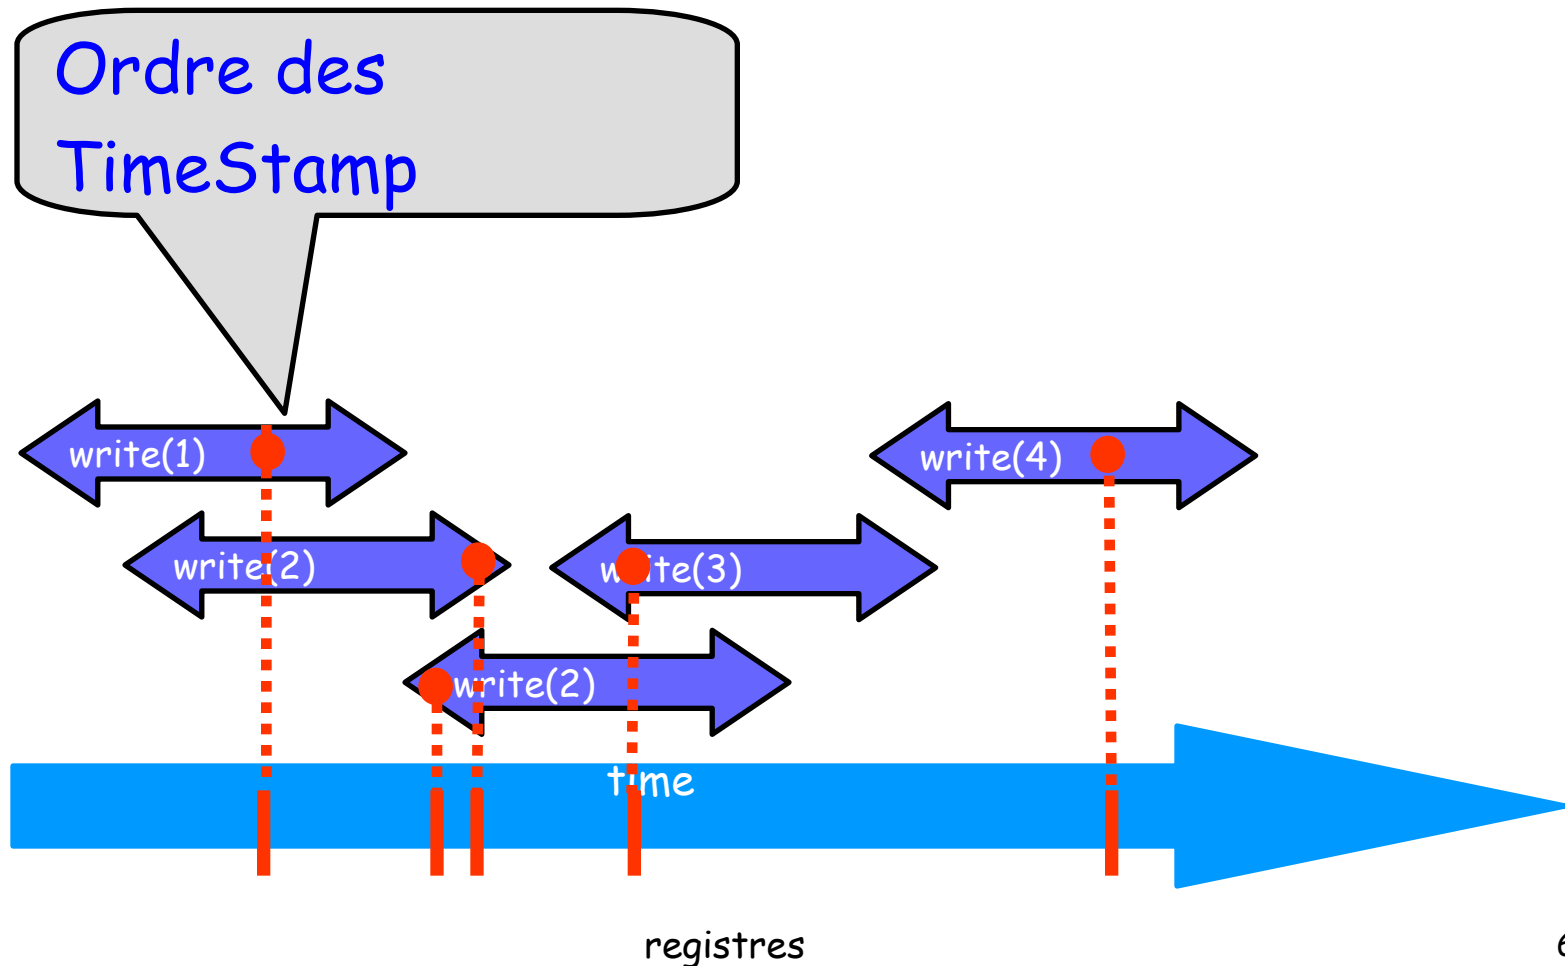 Ordre des
TimeStamp
write(1)
write(4)
write(2)
write(3)
write(2)
time
registres